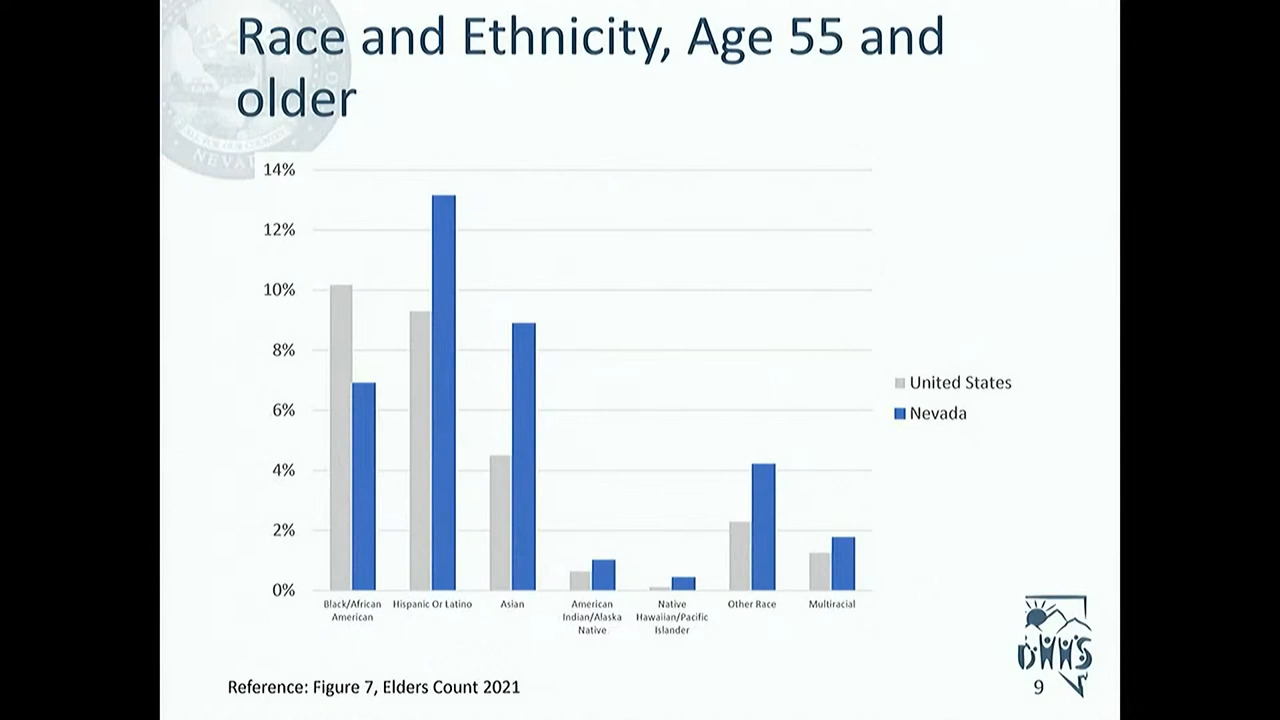 Race and Ethnicity, Age 55 and
older
NEVA
14%
12%
10%
8%
6%
4%
2%
0%
Black/African
American
Hispanic Or Latino
Asian
American
Indian/Alaska
Native
Native
Hawaiian/Pacific
Islander
Other Race
Multiracial
United States
Nevada
DHHS
Reference: Figure 7, Elders Count 2021
9